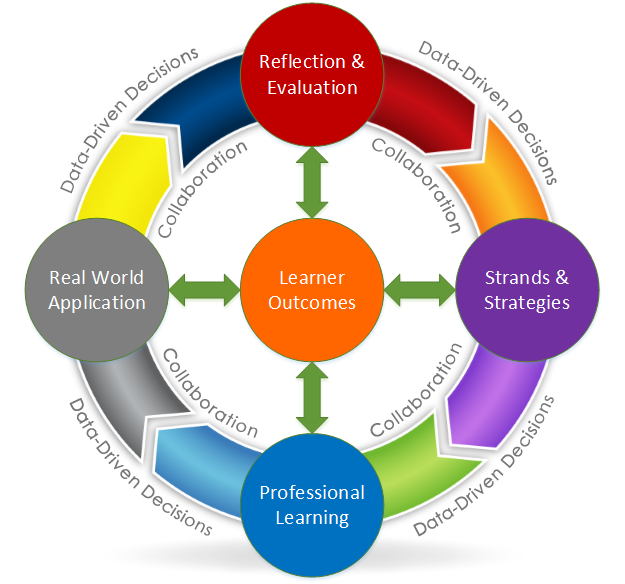 Reflection &
Evaluation
Data-Driven Decisions
Data-Driven Decisions
Collaboration
Collaboration
Real World
Application
Learner
Outcomes
Strands &
Strategies
Collaboration
Collaboration
Data-Driven Decisions
Data-Driven Decisions
Professional
Learning